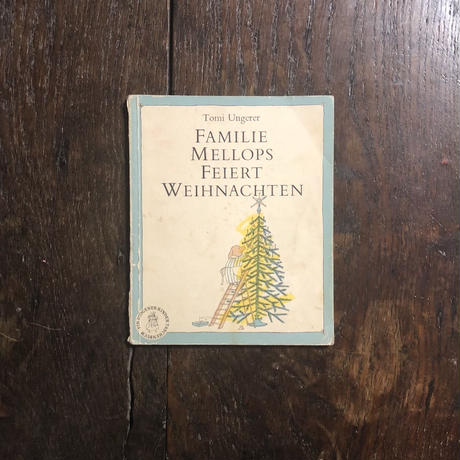 Tomi Ungerer
FAMILIE
MELLOPS
FEIERT
WEIHNACHTEN